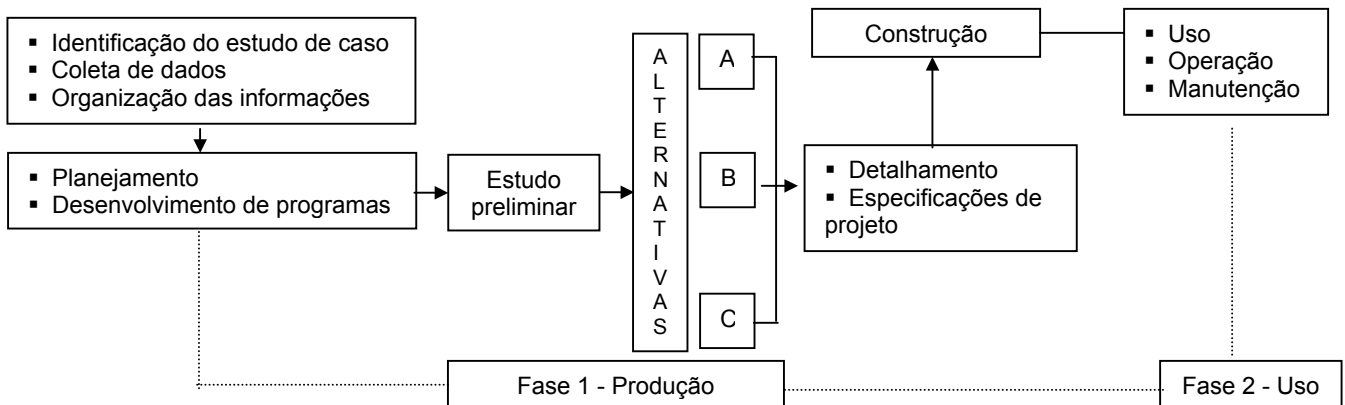 ▪ Identificação do estudo de caso
▪ Coleta de dados
▪ Organização das informações
▪ Planejamento
▪ Desenvolvimento de programas
Estudo
preliminar
ALTERNATIVAS
A
B
C
▪ Detalhamento
▪ Especificações de
projeto
Construção
▪ Uso
▪ Operação
▪ Manutenção
Fase 1 - Produção
Fase 2 - Uso